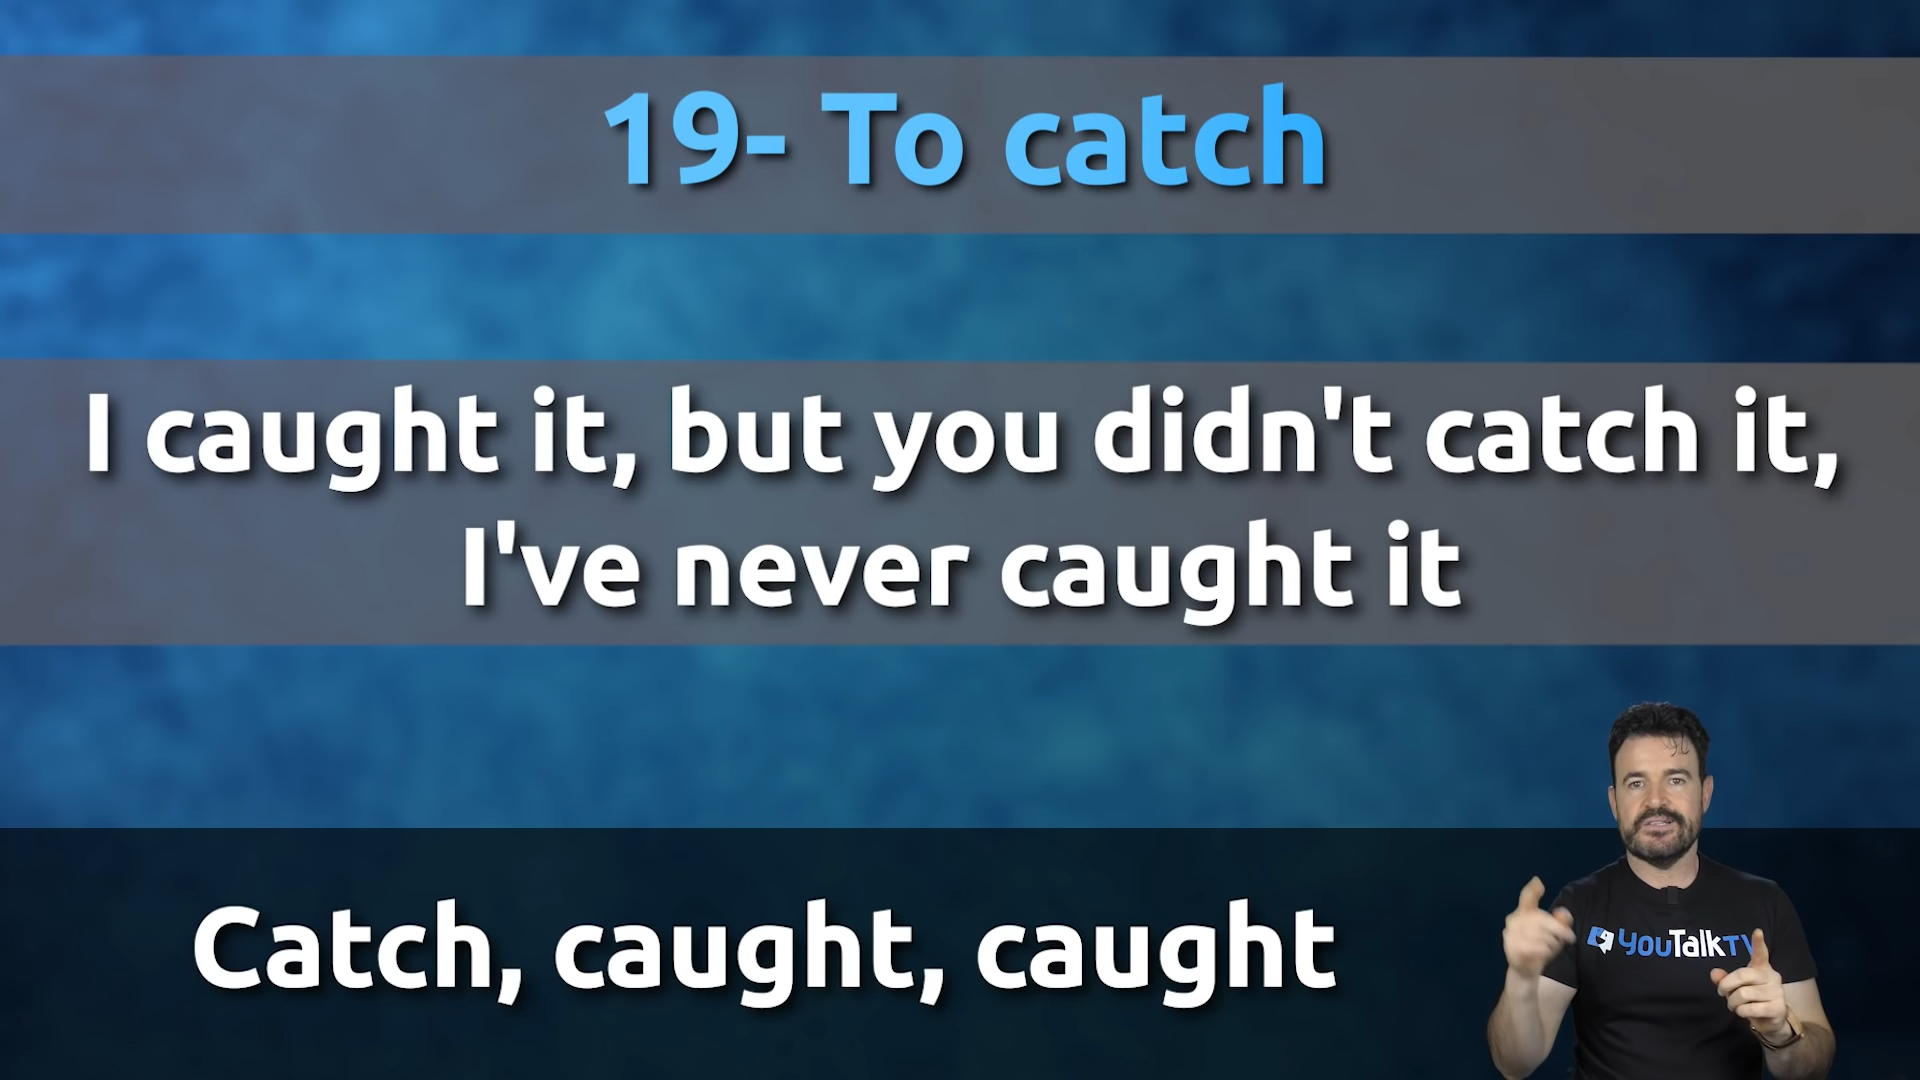 19- To catch
I caught it, but you didn't catch it,
I've never caught it
Catch, caught, caught
youTalkTV